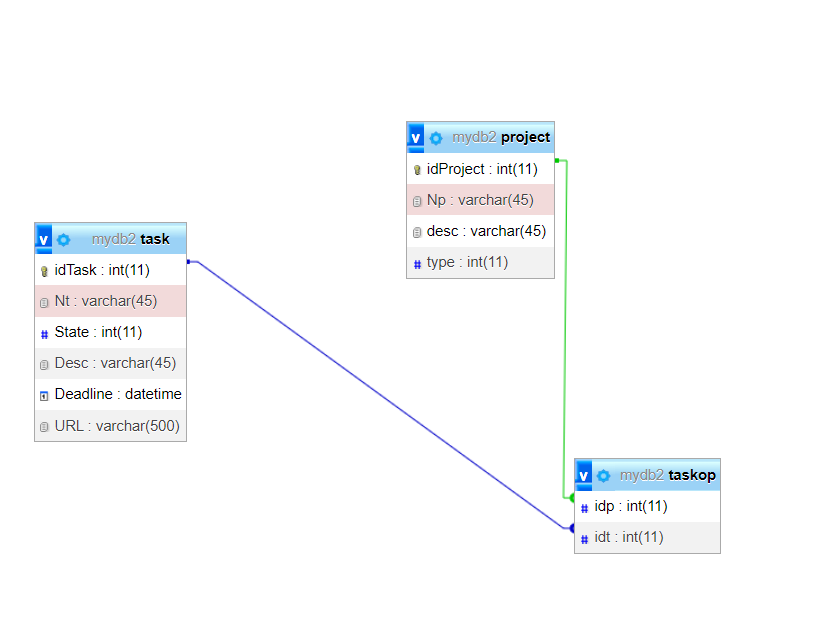 v mydb2 project
idProject : int(11)
Np : varchar(45)
desc : varchar(45)
# type : int(11)
v mydb2 task
idTask : int(11)
Nt : varchar(45)
# State : int(11)
Desc : varchar(45)
Deadline : datetime
URL : varchar(500)
v mydb2 taskop
# idp : int(11)
# idt : int(11)